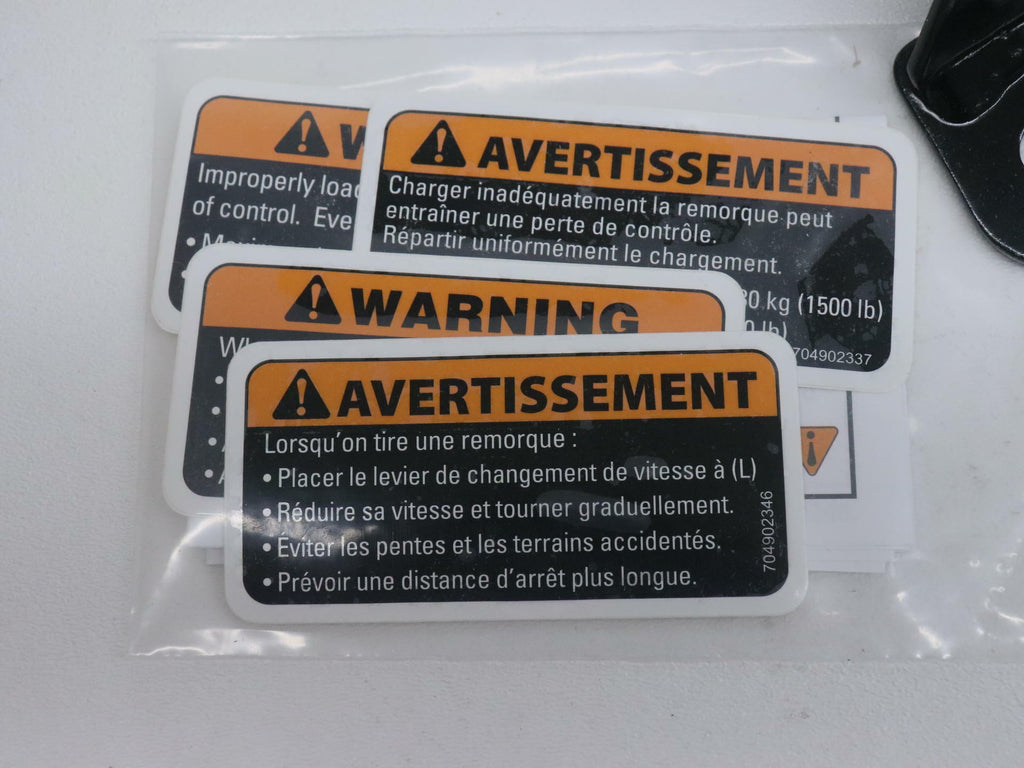 Improperly
of control. Eve
AVERTISSEMENT
Charger inadéquatement la remorque peut
entraîner une perte de contrôle.
Répartir uniformément le chargement.
kg (1500 lb)
lb)
704902337
WARNING
AVERTISSEMENT
Lorsqu'on tire une remorque :
• Placer le levier de changement de vitesse à (L)
• Réduire sa vitesse et tourner graduellement.
• Éviter les pentes et les terrains accidentés.
• Prévoir une distance d'arrêt plus longue.
704902346